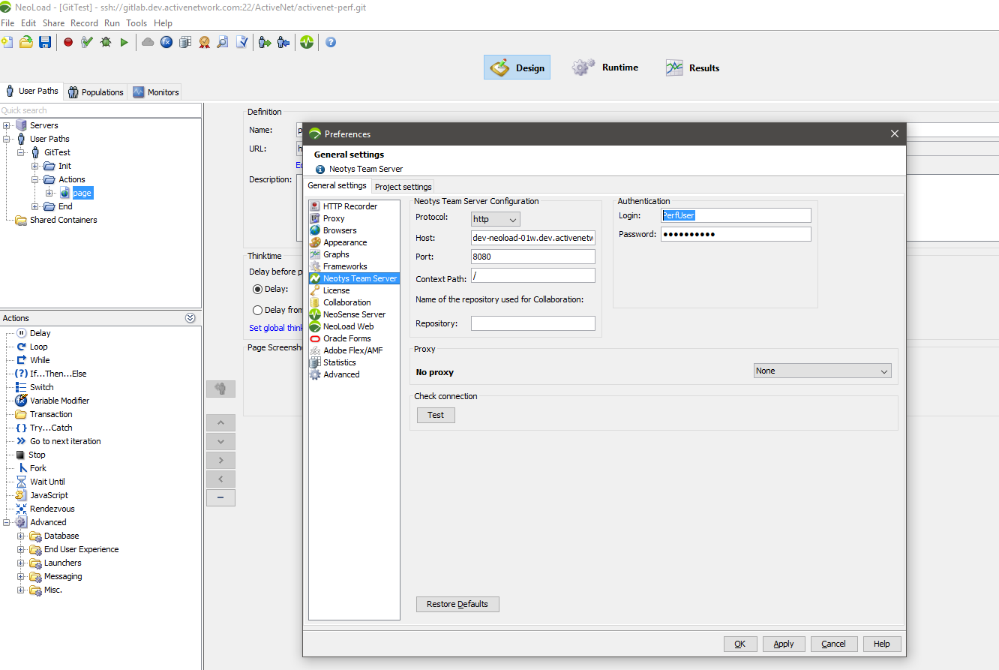 NeoLoad - [GitTest] - ssh://gitlab.dev.activenetwork.com:22/ActiveNet/activenet-perf.git
File Edit Share Record Run Tools Help
Design Runtime Results
User Paths Populations Monitors
Quick search
Servers
User Paths
GitTest
Init
Actions
page
End
Shared Containers
Actions
Delay
Loop
While
If...Then...Else
Switch
Variable Modifier
Transaction
Try...Catch
Go to next iteration
Stop
Fork
Wait Until
JavaScript
Rendezvous
Advanced
Database
End User Experience
Launchers
Messaging
Misc.
Definition
Name: p
URL: h
Description:
Thinktime
Delay before p
Delay:
Delay from
Set global think
Page Screensho
Preferences
General settings
Neotys Team Server
General settings Project settings
HTTP Recorder
Proxy
Browsers
Appearance
Graphs
Frameworks
Neotys Team Server
License
Collaboration
NeoSense Server
NeoLoad Web
Oracle Forms
Adobe Flex/AMF
Statistics
Advanced
Neotys Team Server Configuration
Protocol: http
Host: dev-neoload-01w.dev.activenetw
Port: 8080
Context Path: /
Name of the repository used for Collaboration:
Repository:
Authentication
Login: PerfUser
Password: ●●●●●●●●●●
Proxy
No proxy None
Check connection
Test
Restore Defaults
OK Apply Cancel Help